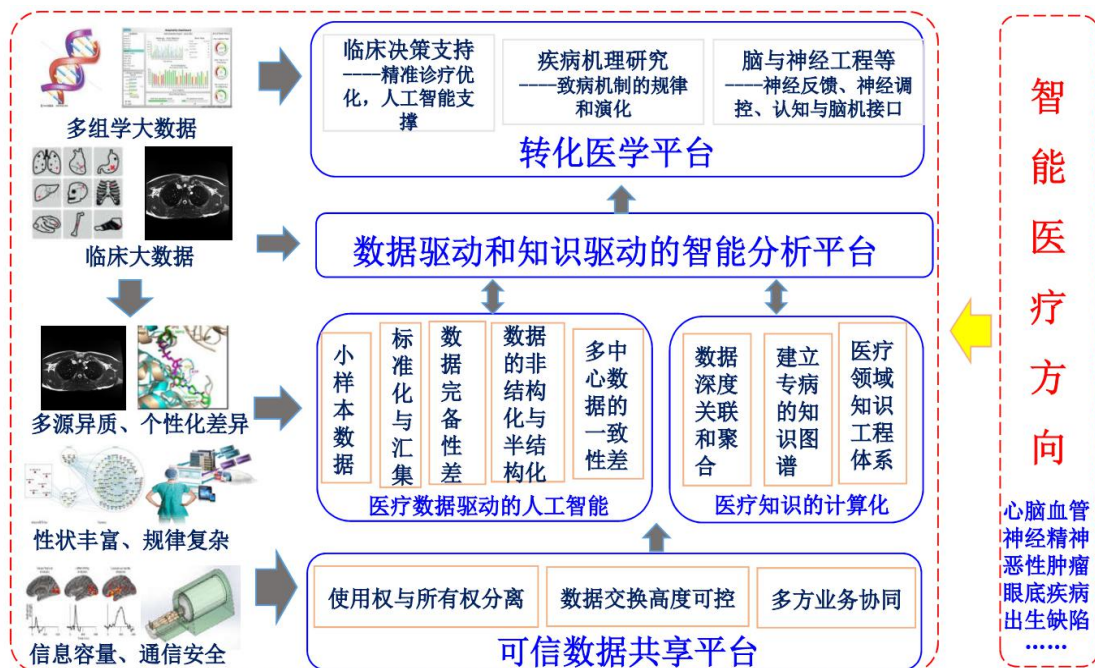 多组学大数据
临床大数据
多源异质、个性化差异
性状丰富、规律复杂
信息容量、通信安全
临床决策支持
----精准诊疗优
化，人工智能支
撑
疾病机理研究
----致病机制的规律
和演化
脑与神经工程等
----神经反馈、神经调
控、认知与脑机接口
转化医学平台
数据驱动和知识驱动的智能分析平台
小样本数据
标准化与汇集
数据完备性差
数据的非结构化与半结构化
多中心数据的一致性差
医疗数据驱动的人工智能
数据深度关联和聚合
建立专病的知识图谱
医疗领域知识工程体系
医疗知识的计算化
使用权与所有权分离
数据交换高度可控
多方业务协同
可信数据共享平台
智能医疗方向
心脑血管
神经精神
恶性肿瘤
眼底疾病
出生缺陷
……